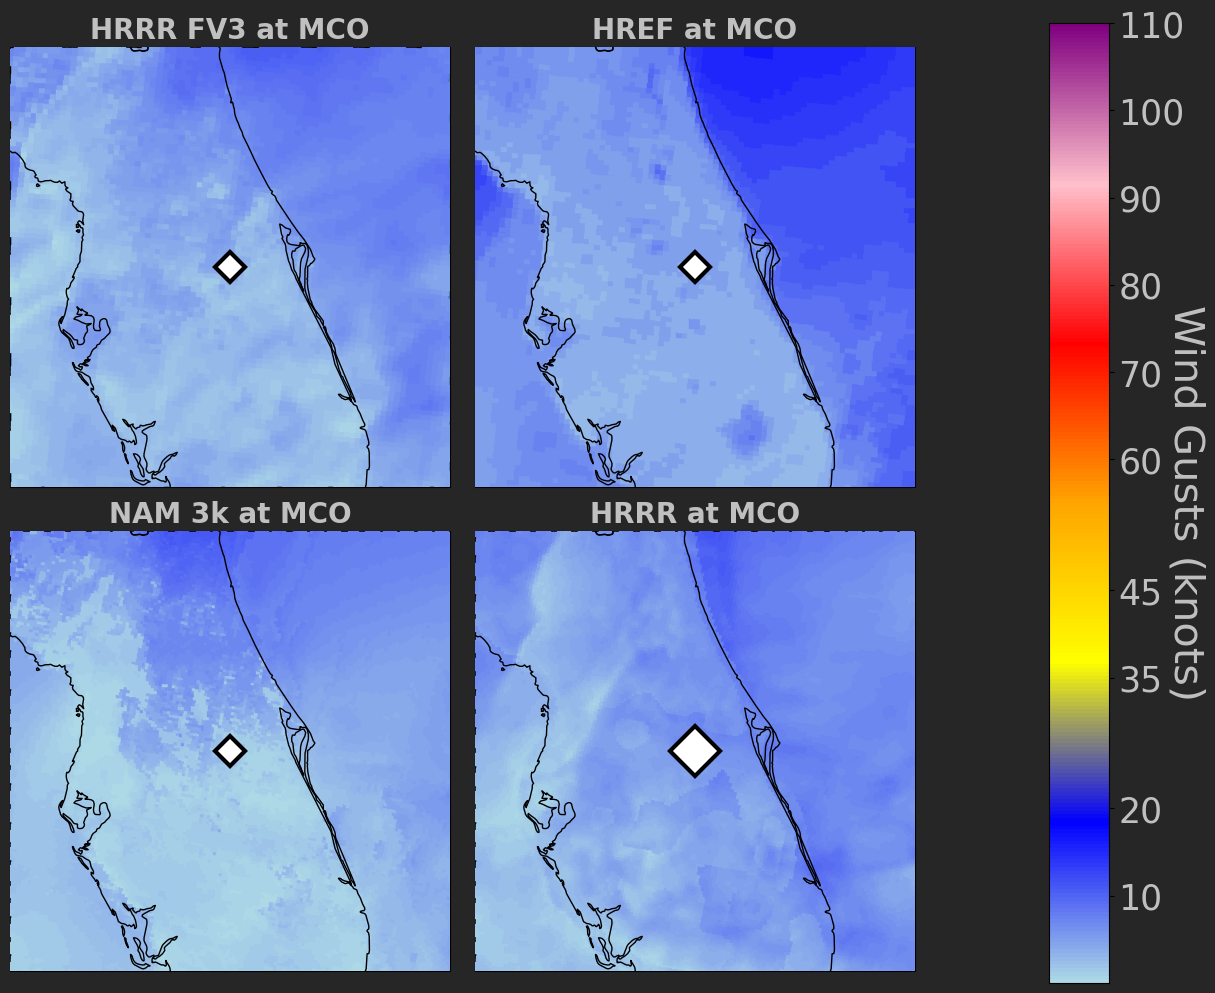 HRRR FV3 at MCO
HREF at MCO
NAM 3k at MCO
HRRR at MCO
110
100
90
80
70
60
45
35
20
10
Wind Gusts (knots)